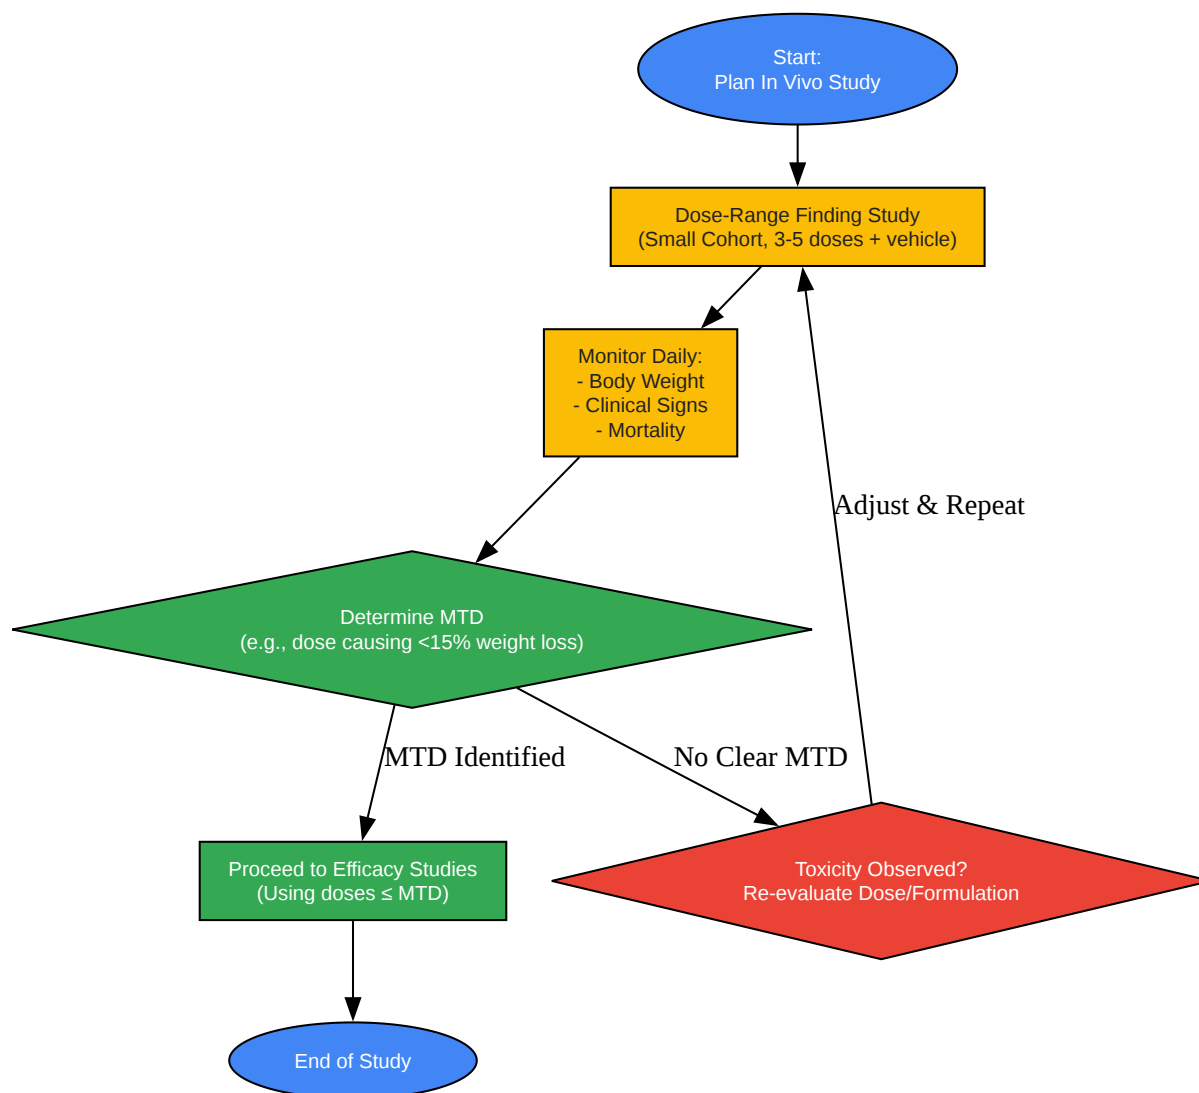 Start:
Plan In Vivo Study
Dose-Range Finding Study
(Small Cohort, 3-5 doses + vehicle)
Monitor Daily:
- Body Weight
- Clinical Signs
- Mortality
Adjust & Repeat
Determine MTD
(e.g., dose causing <15% weight loss)
MTD Identified
No Clear MTD
Proceed to Efficacy Studies
(Using doses ≤ MTD)
Toxicity Observed?
Re-evaluate Dose/Formulation
End of Study